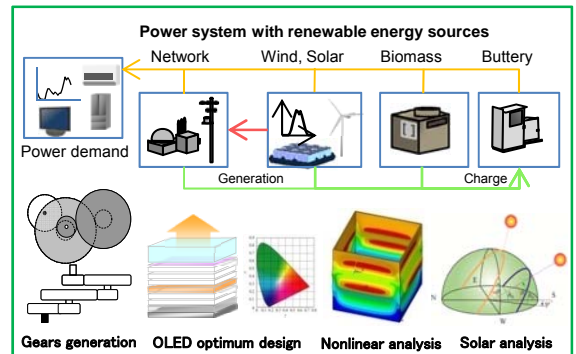 Power system with renewable energy sources
Network
Wind, Solar
Biomass
Buttery
Power demand
Generation
Charge
Gears generation
OLED optimum design
Nonlinear analysis
Solar analysis